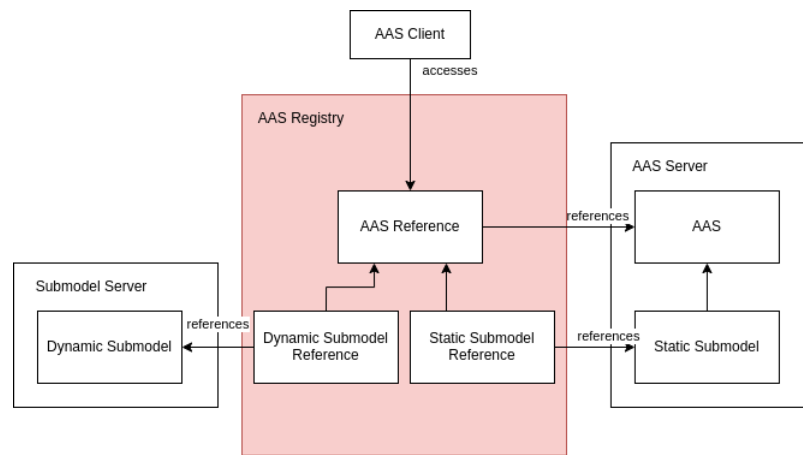 AAS Client
accesses
AAS Registry
AAS Server
AAS Reference
references
AAS
Submodel Server
Dynamic Submodel
references
Dynamic Submodel
Reference
Static Submodel
Reference
references
Static Submodel